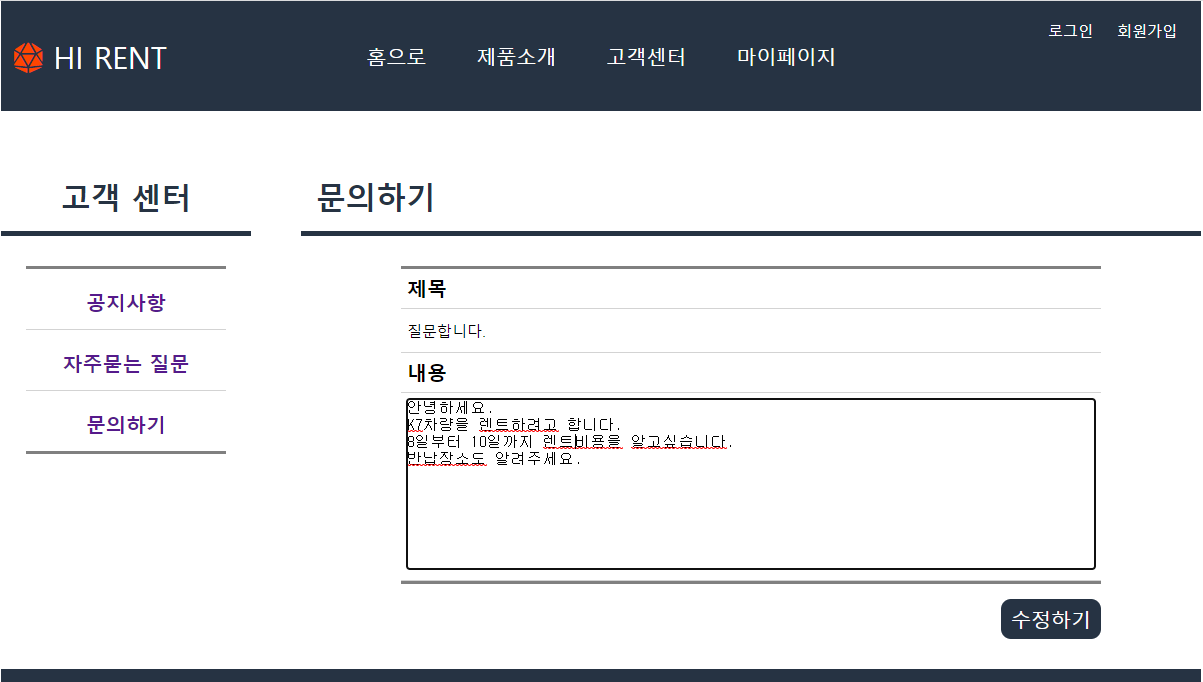 로그인 회원가입
HI RENT 홈으로 제품소개 고객센터 마이페이지
고객 센터
공지사항
자주묻는 질문
문의하기
문의하기
제목
질문합니다.
내용
안녕하세요.
K7차량을 렌트하려고 합니다.
8일부터 10일까지 렌트비용을 알고싶습니다.
반납장소도 알려주세요.
수정하기